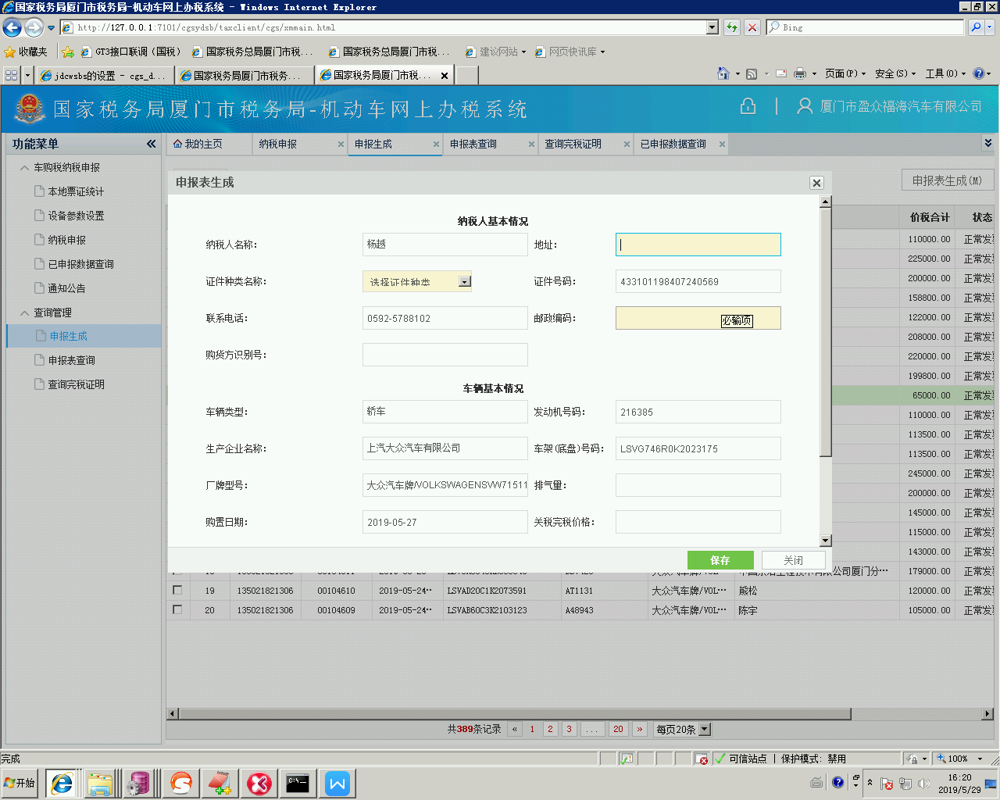 国家税务局厦门市税务局-机动车网上办税系统 - Windows Internet Explorer
http://127.0.0.1:7101/cgsydsb/taxclient/cgs/xmmain.html
Bing
收藏夹 GT3接口联调（国税） 国家税务总局厦门市税... 国家税务总局厦门市税... 建议网站 网页快讯库
jdcwsbs的设置 - cgs_d... 国家税务局厦门市税务... 国家税务局厦门市税... 页面(P) 安全(S) 工具(O)
国家税务局厦门市税务局-机动车网上办税系统 厦门市盈众福海汽车有限公司
功能菜单 «
我的主页 纳税申报 申报生成 申报表查询 查询完税证明 已申报数据查询
车购税纳税申报
本地票证统计
设备参数设置
纳税申报
已申报数据查询
通知公告
查询管理
申报生成
申报表查询
查询完税证明
申报表生成(M)
申报表生成
纳税人基本情况
纳税人名称: 杨越 地址:
证件种类名称: 选择证件种类 证件号码: 433101198407240569
联系电话: 0592-5788102 邮政编码: 必输项
购货方识别号:
车辆基本情况
车辆类型: 轿车 发动机号码: 216385
生产企业名称: 上汽大众汽车有限公司 车架(底盘)号码: LSVG746R0K2023175
厂牌型号: 大众汽车牌/VOLKSWAGENSVW71511 排气量:
购置日期: 2019-05-27 关税完税价格:
保存 关闭
价税合计 状态
110000.00 正常发
225000.00 正常发
200000.00 正常发
158800.00 正常发
122000.00 正常发
208000.00 正常发
220000.00 正常发
199800.00 正常发
65000.00 正常发
110000.00 正常发
113500.00 正常发
113500.00 正常发
245000.00 正常发
200000.00 正常发
145000.00 正常发
115000.00 正常发
143000.00 正常发
179000.00 正常发
19 135021821306 00104610 2019-05-24… LSVAD20C1K2073591 AT1131 大众汽车牌/VOL… 熊松 120000.00 正常发
20 135021821306 00104609 2019-05-24… LSVAB60C3K2103123 A48943 大众汽车牌/VOL… 陈宇 105000.00 正常发
共389条记录 « 1 2 3 ... 20 » 每页20条
完成 可信站点 | 保护模式: 禁用 100%
开始 16:20
2019/5/29